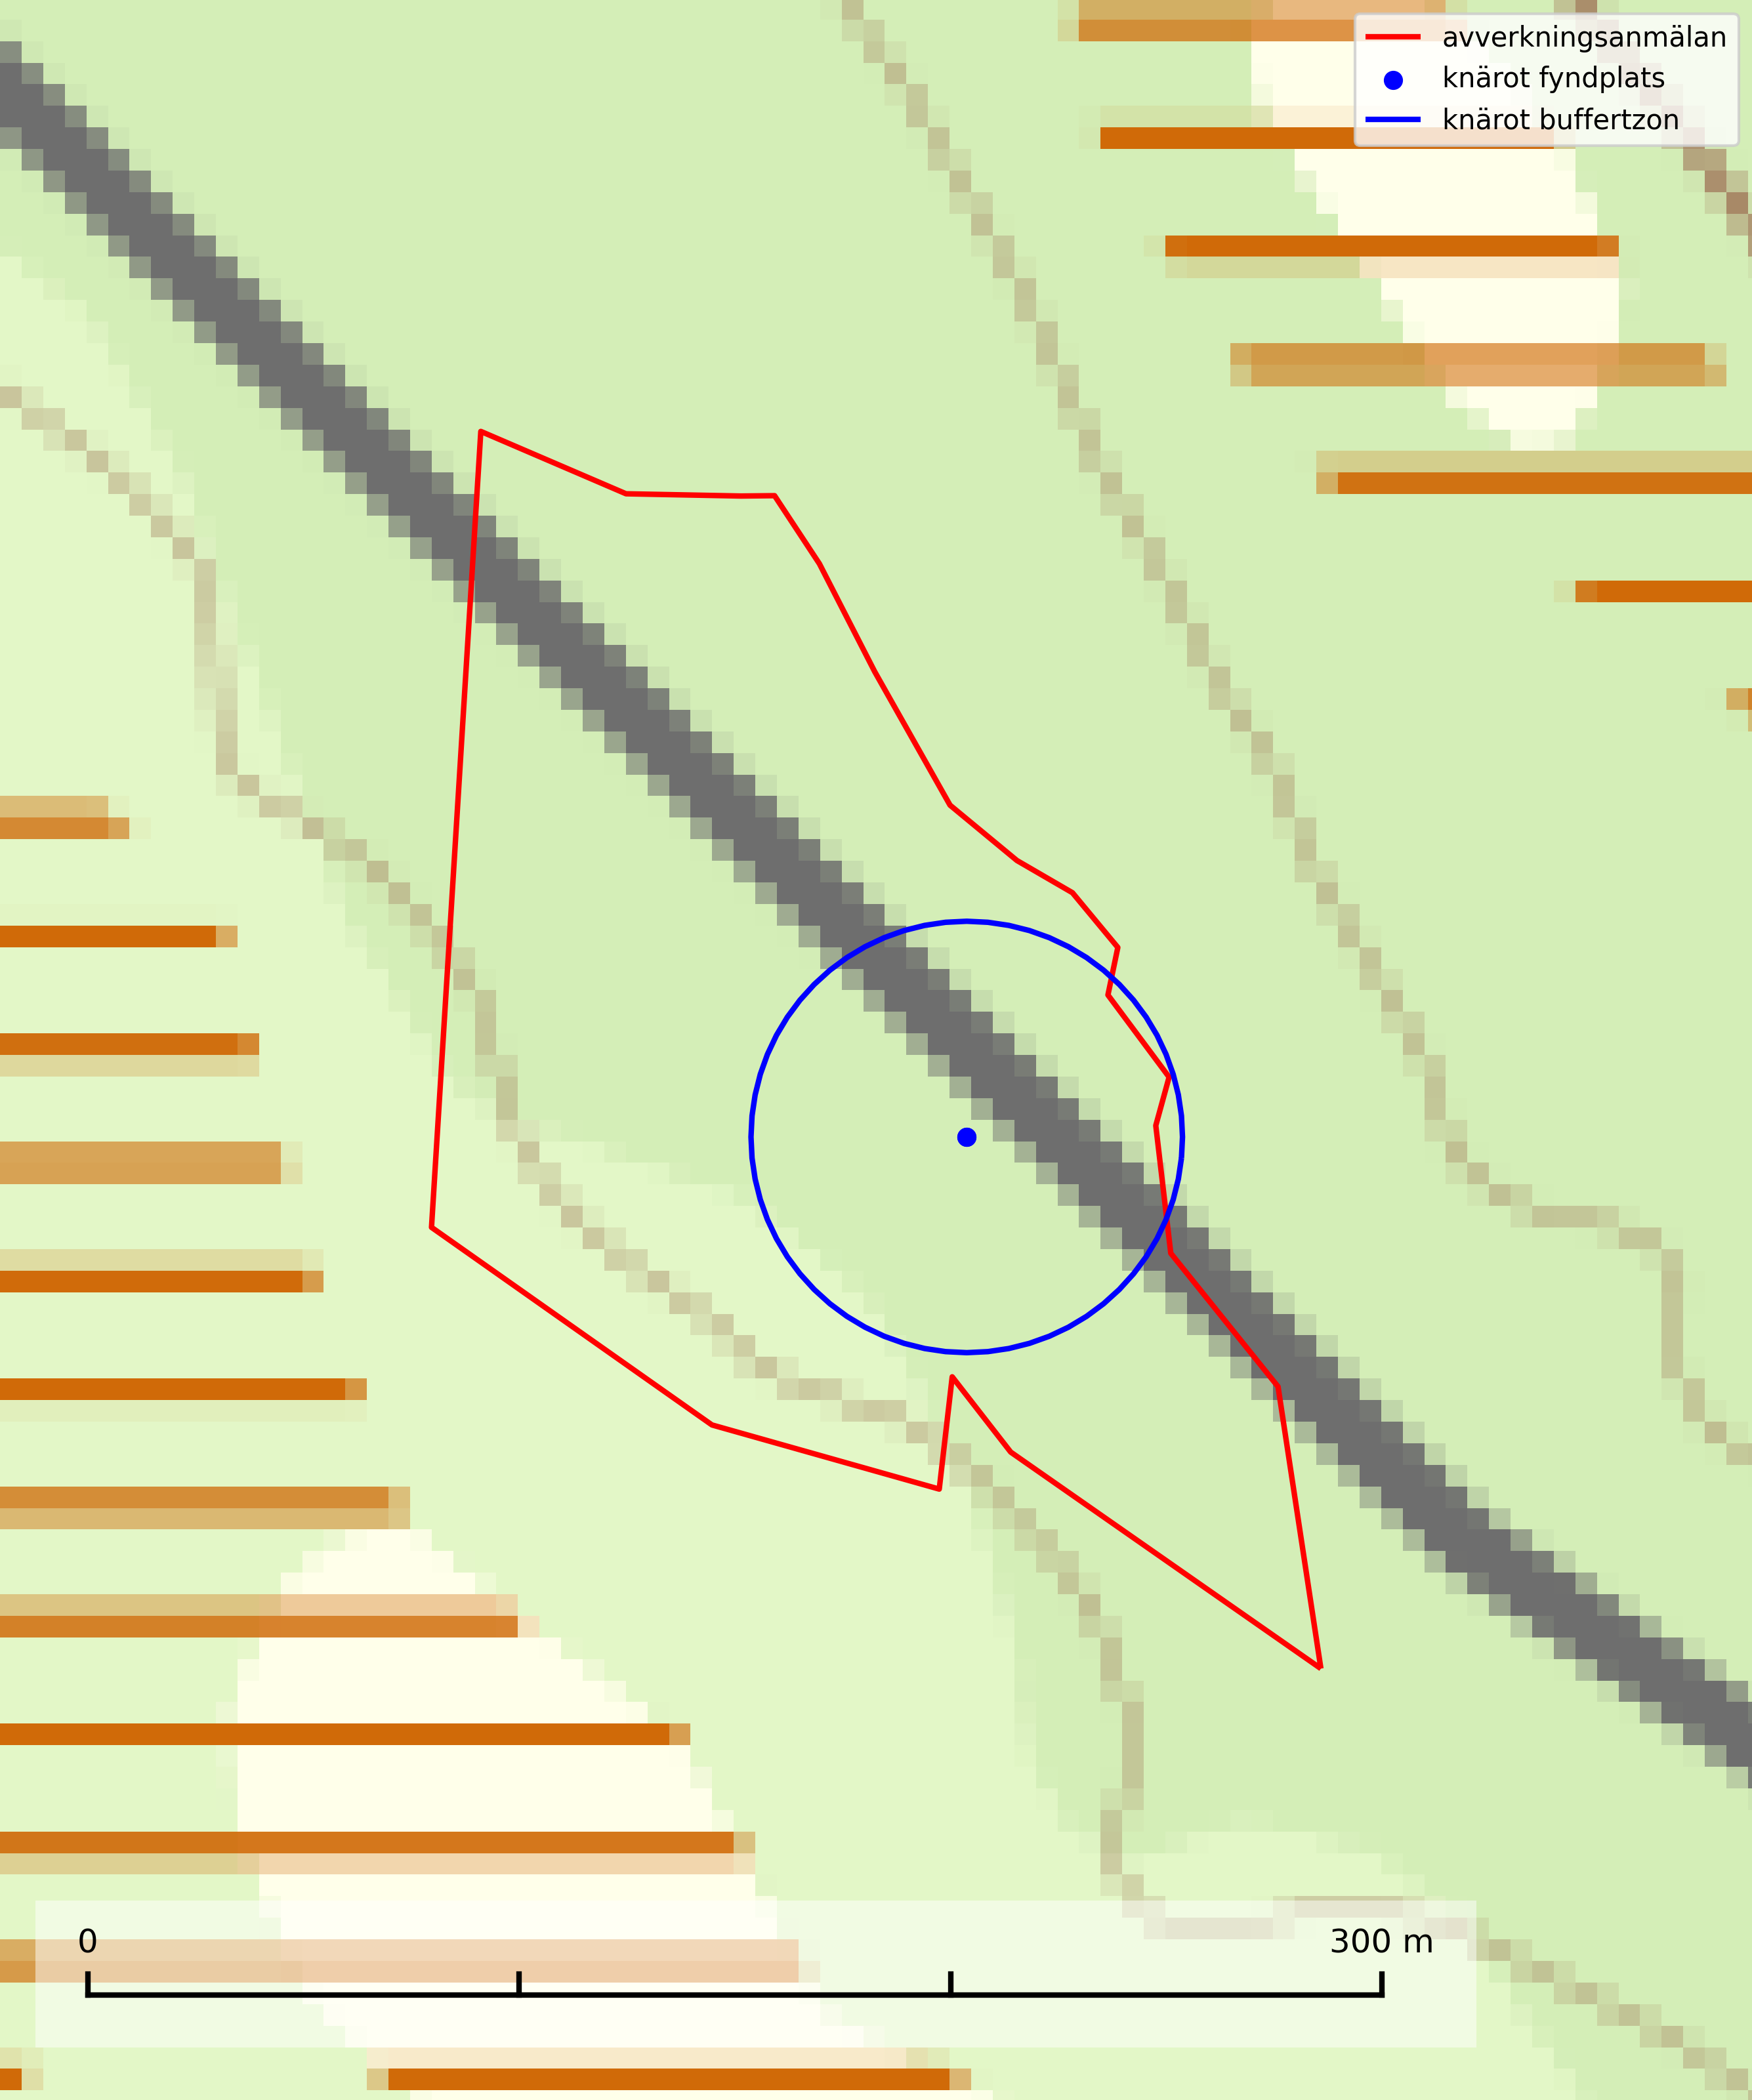 avverkningsanmälan
knärot fyndplats
knärot buffertzon
0
300 m